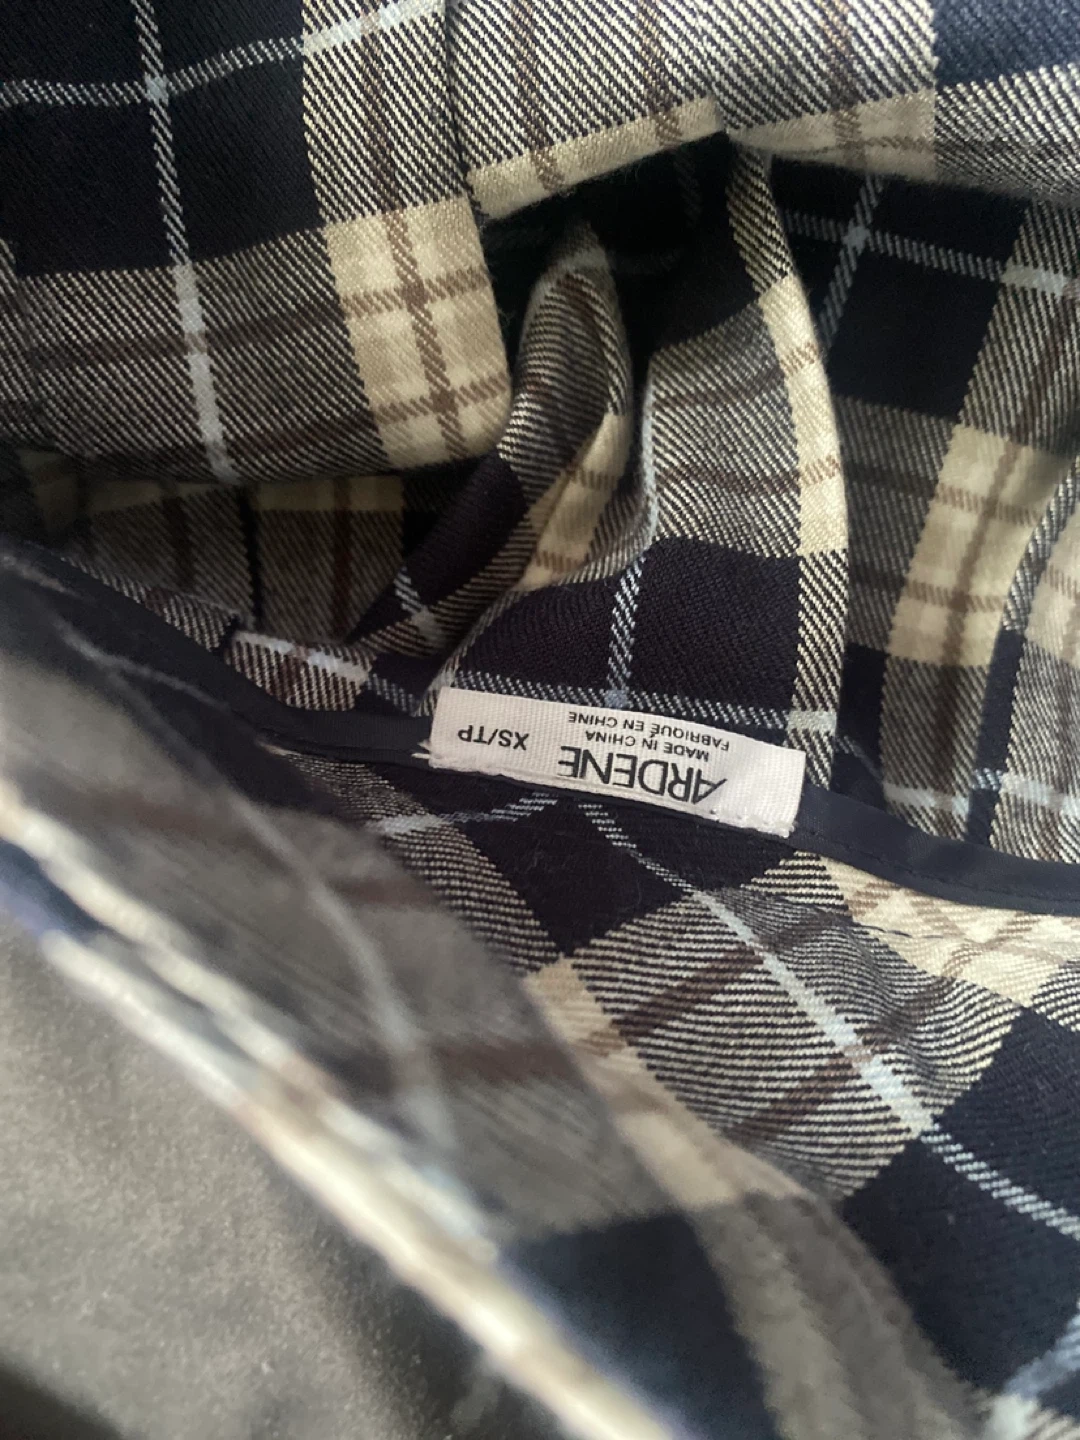 ARDENE
MADE IN CHINA
FABRIQUÉ EN CHINE
XS/TP